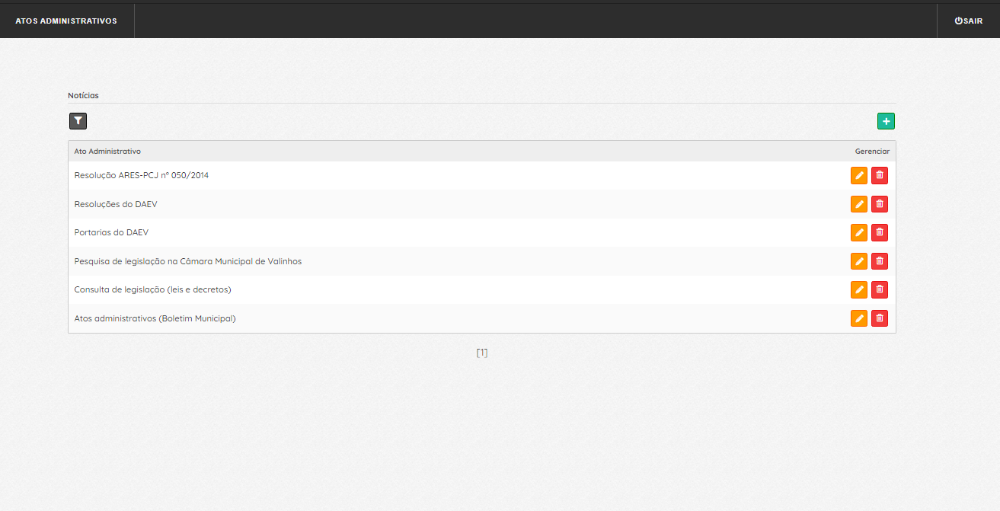 ATOS ADMINISTRATIVOS
SAIR
Notícias
Ato Administrativo Gerenciar
Resolução ARES-PCJ nº 050/2014
Resoluções do DAEV
Portarias do DAEV
Pesquisa de legislação na Câmara Municipal de Valinhos
Consulta de legislação (leis e decretos)
Atos administrativos (Boletim Municipal)
[1]